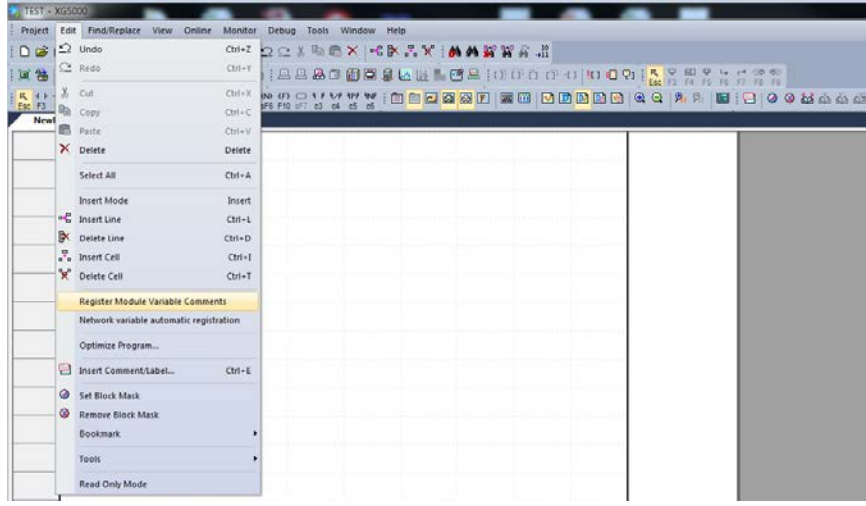 TEST - XG5000
Project Edit Find/Replace View Online Monitor Debug Tools Window Help
Undo Ctrl+Z
Redo Ctrl+Y
Cut Ctrl+X
Copy Ctrl+C
Paste Ctrl+V
Delete Delete
Select All Ctrl+A
Insert Mode Insert
Insert Line Ctrl+L
Delete Line Ctrl+D
Insert Cell Ctrl+I
Delete Cell Ctrl+T
Register Module Variable Comments
Network variable automatic registration
Optimize Program...
Insert Comment/Label... Ctrl+E
Set Block Mask
Remove Block Mask
Bookmark
Tools
Read Only Mode